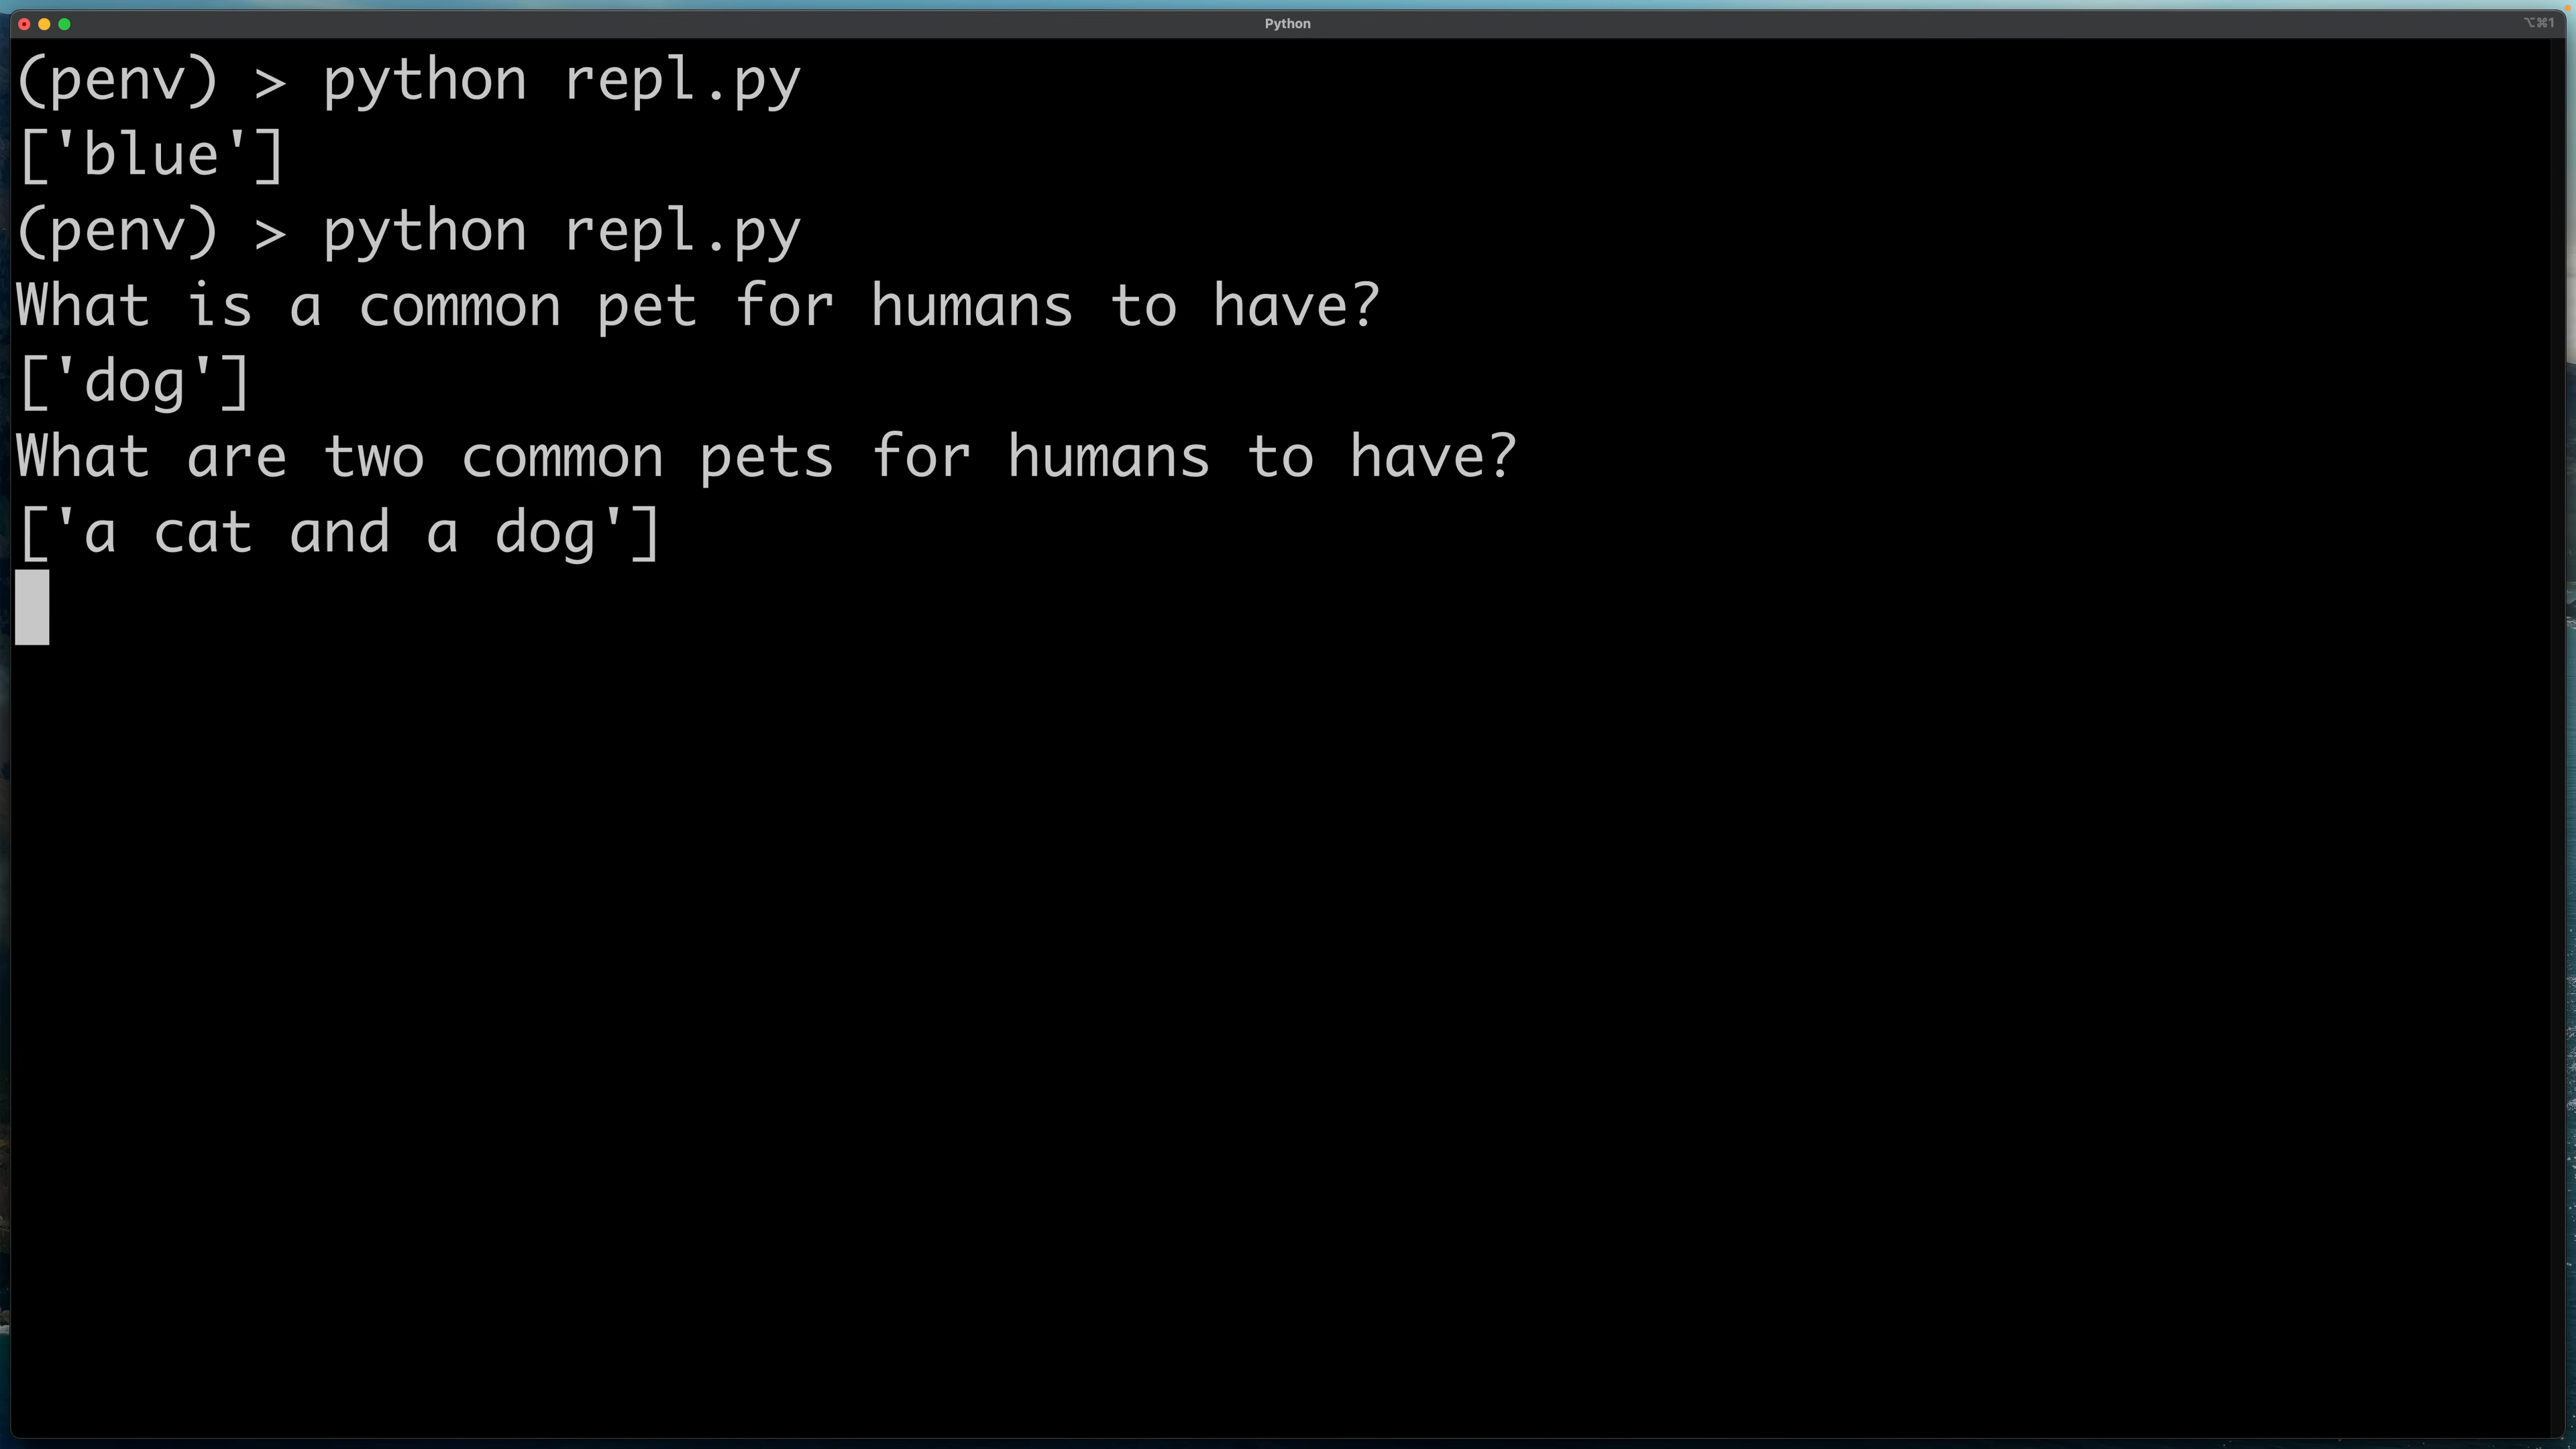 Python
⌥⌘1
(penv) > python repl.py
['blue']
(penv) > python repl.py
What is a common pet for humans to have?
['dog']
What are two common pets for humans to have?
['a cat and a dog']